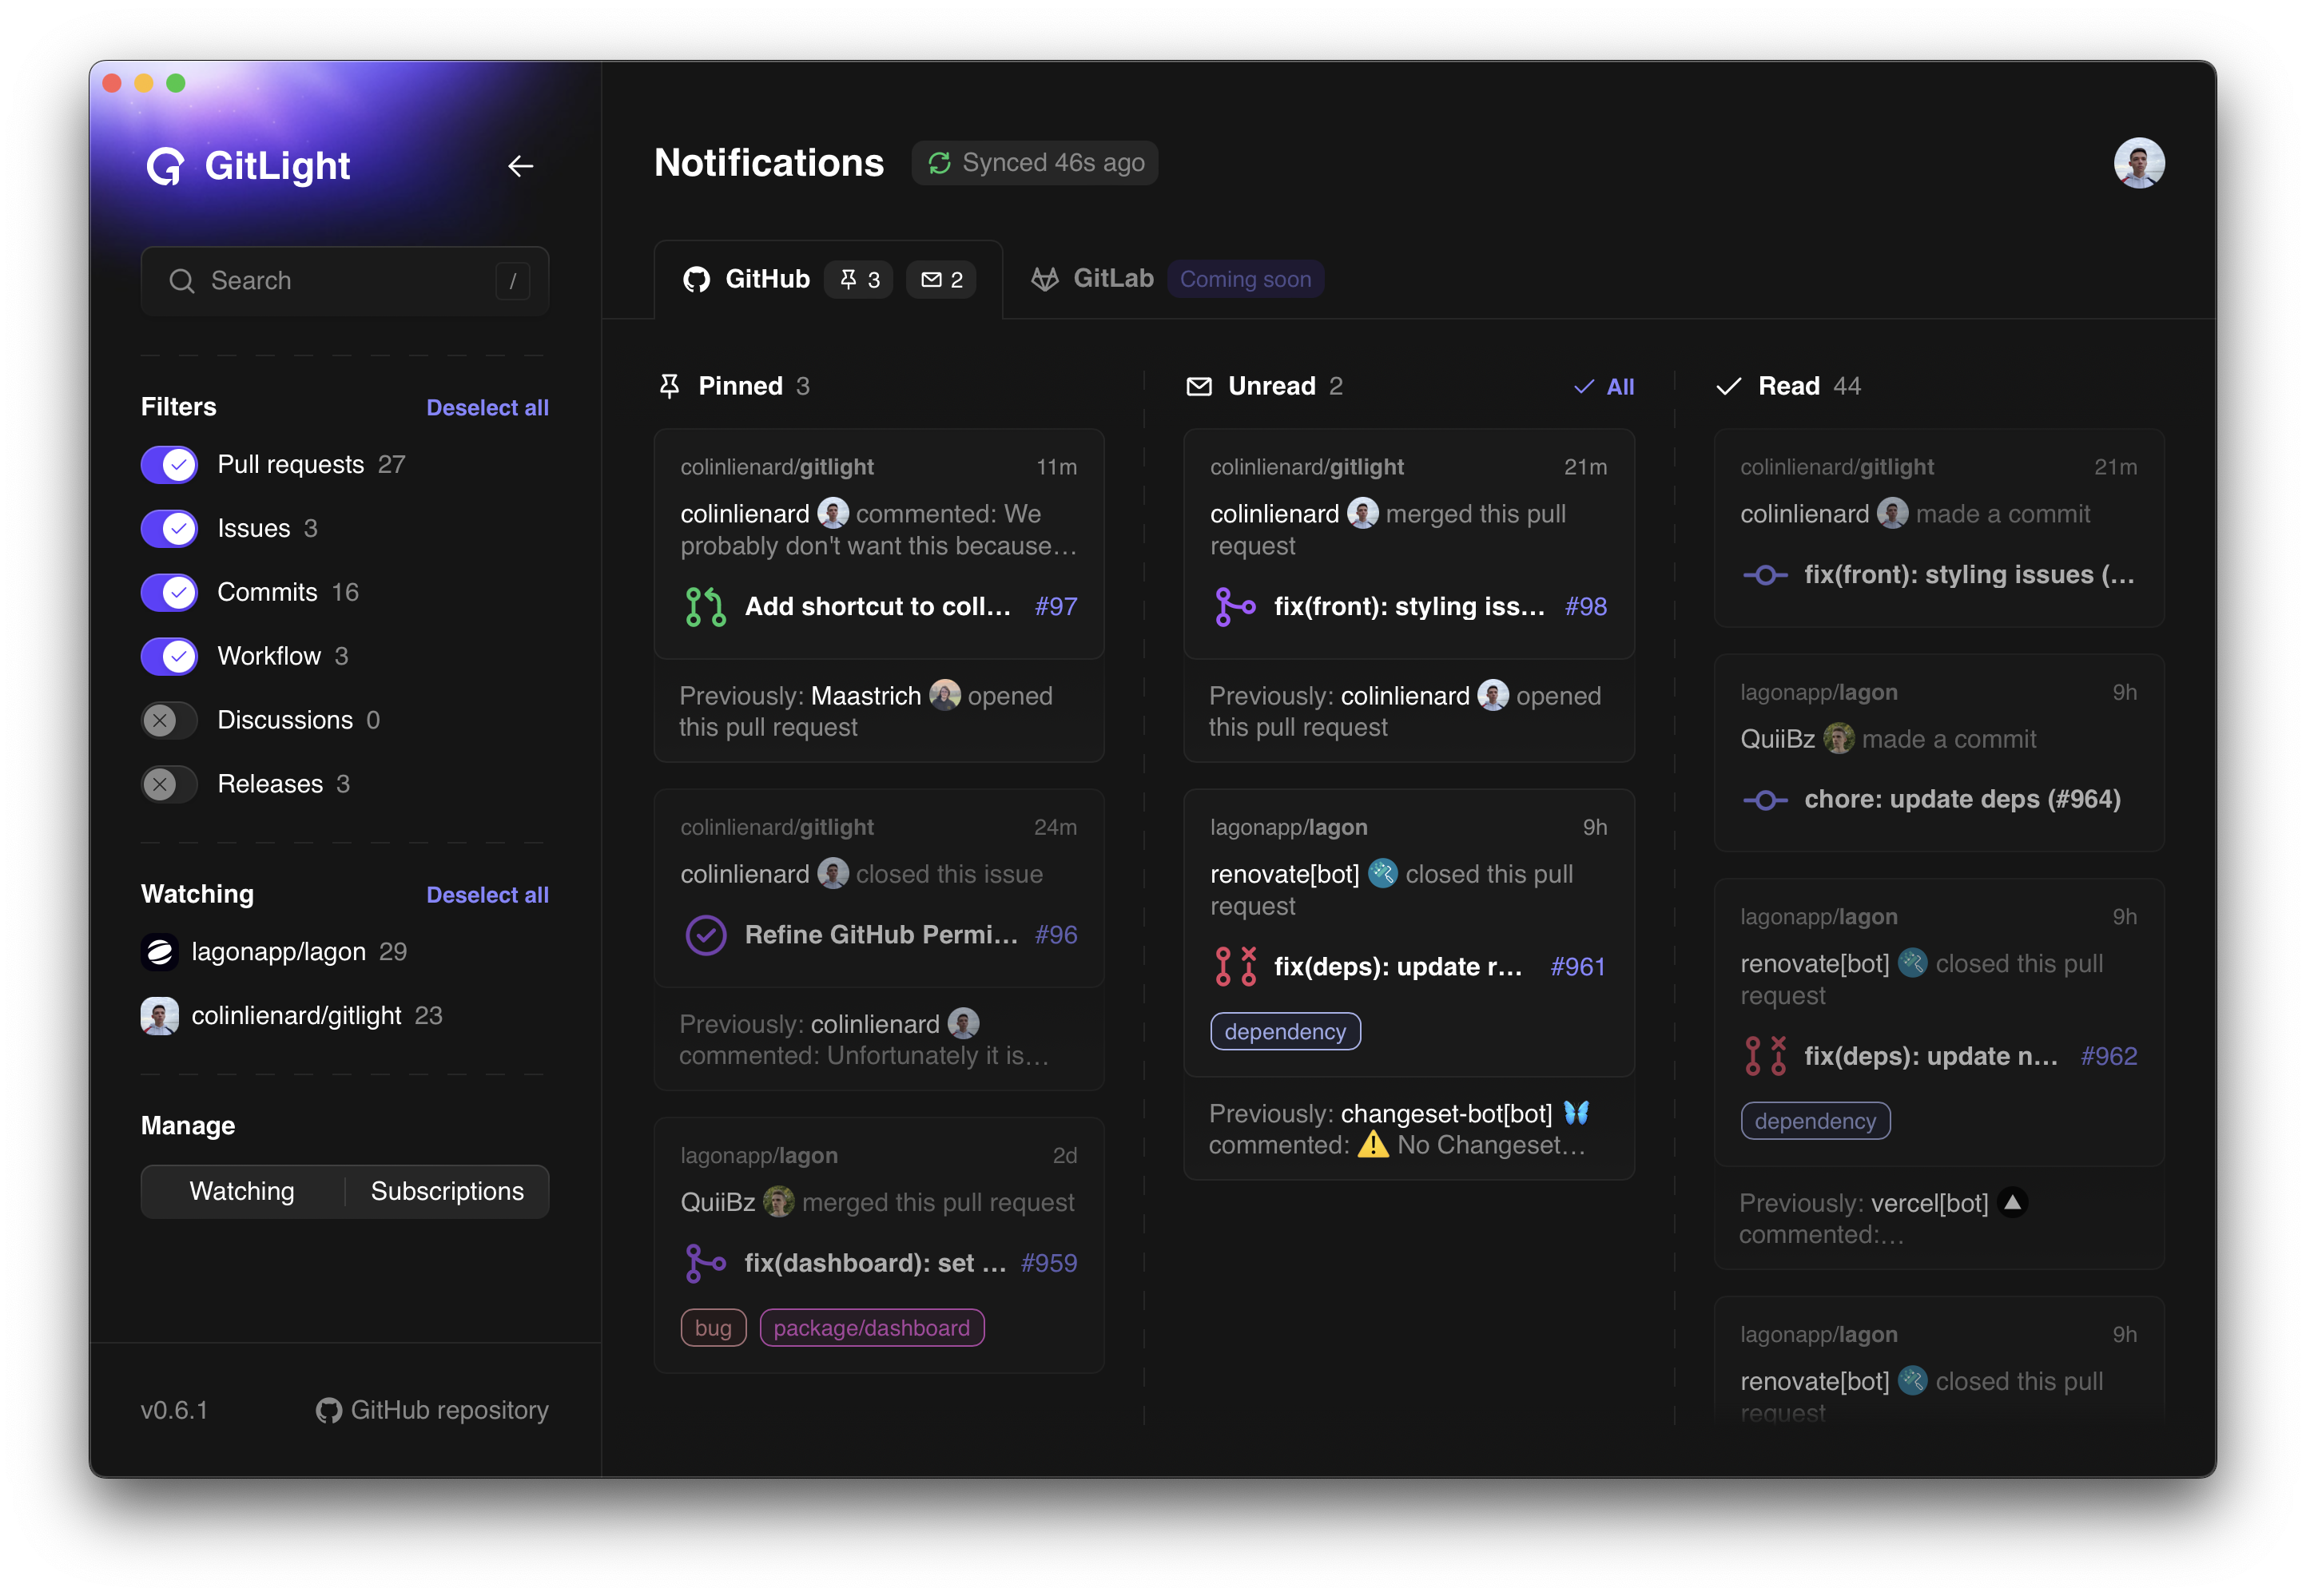 GitLight
Search /
Filters Deselect all
Pull requests 27
Issues 3
Commits 16
Workflow 3
Discussions 0
Releases 3
Watching Deselect all
lagonapp/lagon 29
colinlienard/gitlight 23
Manage
Watching Subscriptions
v0.6.1 GitHub repository
Notifications Synced 46s ago
GitHub 3 2 GitLab Coming soon
Pinned 3
colinlienard/gitlight 11m
colinlienard commented: We
probably don't want this because…
Add shortcut to coll… #97
Previously: Maastrich opened
this pull request
colinlienard/gitlight 24m
colinlienard closed this issue
Refine GitHub Permi… #96
Previously: colinlienard
commented: Unfortunately it is…
lagonapp/lagon 2d
QuiiBz merged this pull request
fix(dashboard): set … #959
bug package/dashboard
Unread 2 All
colinlienard/gitlight 21m
colinlienard merged this pull
request
fix(front): styling iss… #98
Previously: colinlienard opened
this pull request
lagonapp/lagon 9h
renovate[bot] closed this pull
request
fix(deps): update r… #961
dependency
Previously: changeset-bot[bot]
commented: ⚠️ No Changeset…
Read 44
colinlienard/gitlight 21m
colinlienard made a commit
fix(front): styling issues (…
lagonapp/lagon 9h
QuiiBz made a commit
chore: update deps (#964)
lagonapp/lagon 9h
renovate[bot] closed this pull
request
fix(deps): update n… #962
dependency
Previously: vercel[bot]
commented:…
lagonapp/lagon 9h
renovate[bot] closed this pull
request